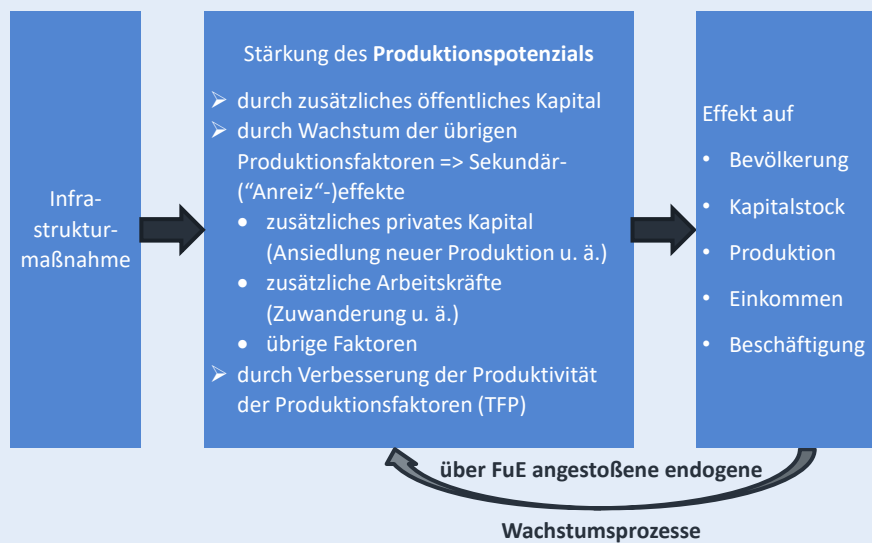 Infra-
struktur-
maßnahme
Stärkung des Produktionspotenzials
➢ durch zusätzliches öffentliches Kapital
➢ durch Wachstum der übrigen
Produktionsfaktoren => Sekundär-
(“Anreiz“-)effekte
• zusätzliches privates Kapital
(Ansiedlung neuer Produktion u. ä.)
• zusätzliche Arbeitskräfte
(Zuwanderung u. ä.)
• übrige Faktoren
➢ durch Verbesserung der Produktivität
der Produktionsfaktoren (TFP)
Effekt auf
• Bevölkerung
• Kapitalstock
• Produktion
• Einkommen
• Beschäftigung
über FuE angestoßene endogene
Wachstumsprozesse